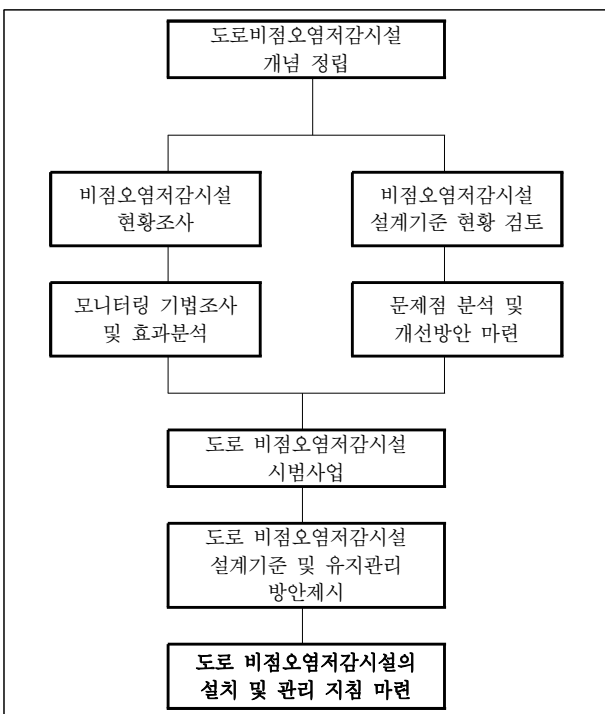 도로비점오염저감시설
개념 정립
비점오염저감시설
현황조사
비점오염저감시설
설계기준 현황 검토
모니터링 기법조사
및 효과분석
문제점 분석 및
개선방안 마련
도로 비점오염저감시설
시범사업
도로 비점오염저감시설
설계기준 및 유지관리
방안제시
도로 비점오염저감시설의
설치 및 관리 지침 마련